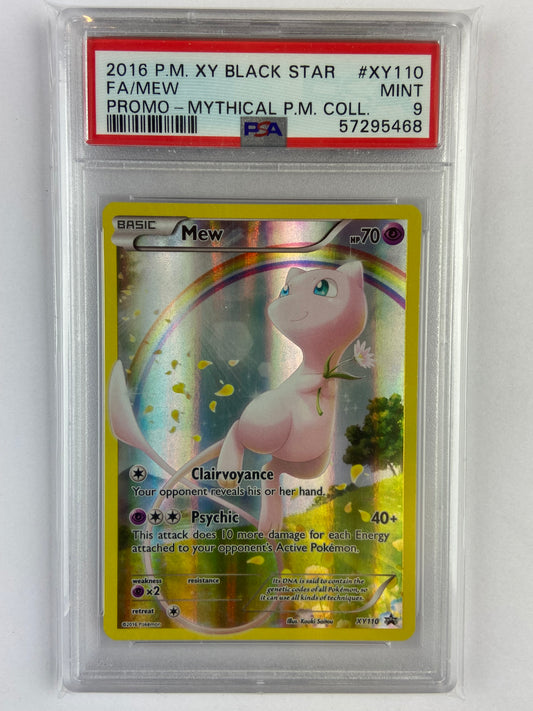 2016 P.M. XY BLACK STAR #XY110
FA/MEW MINT
PROMO – MYTHICAL P.M. COLL. 9
PSA 57295468
BASIC Mew HP70
Clairvoyance
Your opponent reveals his or her hand.
Psychic 40+
This attack does 10 more damage for each Energy
attached to your opponent's Active Pokémon.
weakness resistance
×2
retreat
Its DNA is said to contain the
genetic codes of all Pokémon, so
it can use all kinds of techniques.
©2016 Pokémon Illus. Kouki Saitou XY110